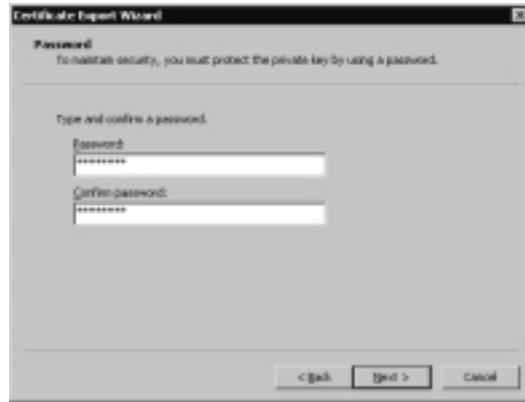 Certificate Export Wizard
Password
To maintain security, you must protect the private key by using a password.
Type and confirm a password.
Password:
********
Confirm password:
********
< Back
Next >
Cancel